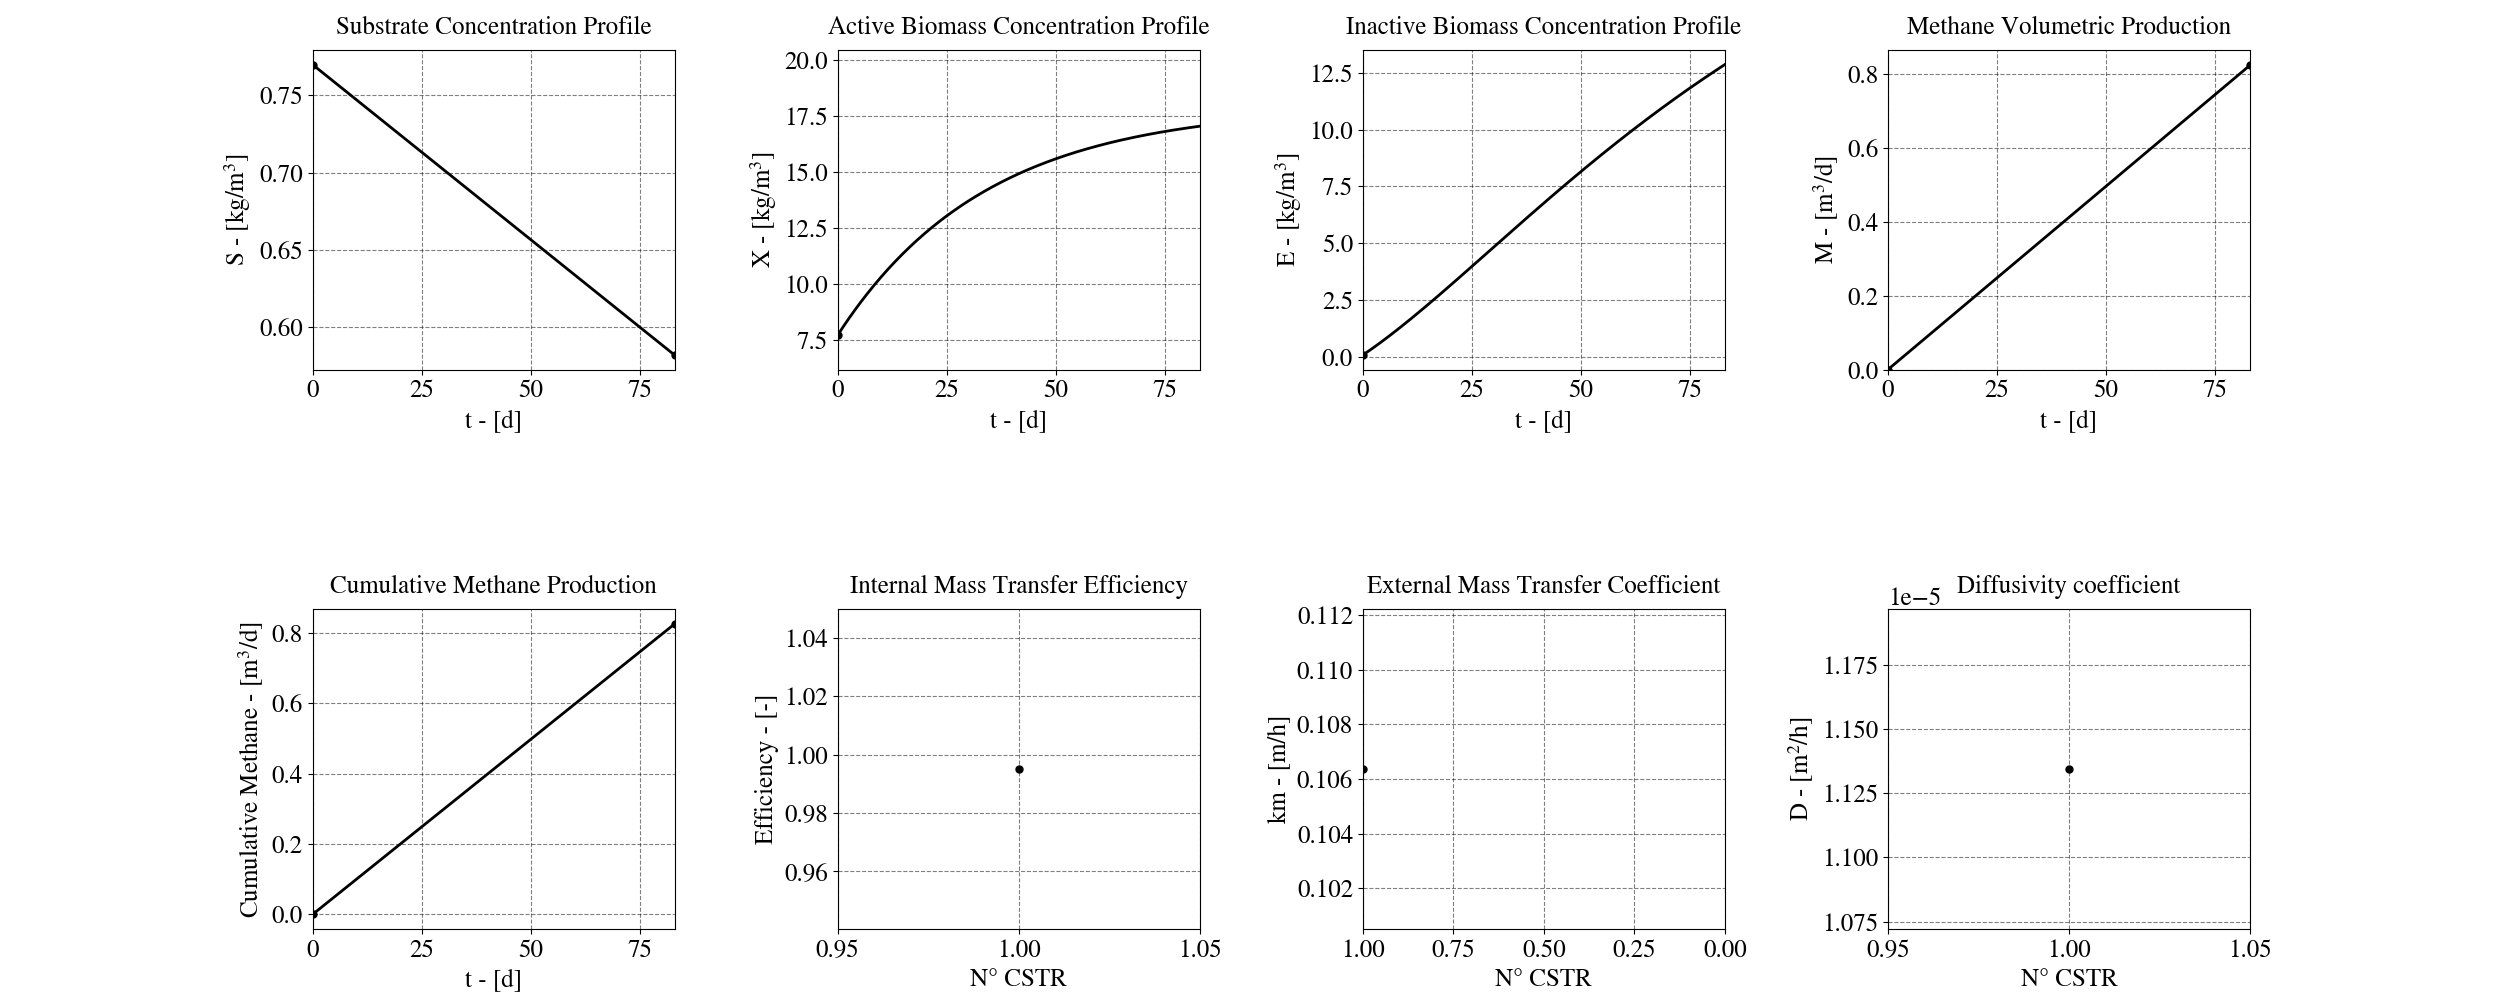 Substrate Concentration Profile
S - [kg/m³]
0.75
0.70
0.65
0.60
0 25 50 75
t - [d]
Active Biomass Concentration Profile
X - [kg/m³]
20.0
17.5
15.0
12.5
10.0
7.5
0 25 50 75
t - [d]
Inactive Biomass Concentration Profile
E - [kg/m³]
12.5
10.0
7.5
5.0
2.5
0.0
0 25 50 75
t - [d]
Methane Volumetric Production
M - [m³/d]
0.8
0.6
0.4
0.2
0.0
0 25 50 75
t - [d]
Cumulative Methane Production
Cumulative Methane - [m³/d]
0.8
0.6
0.4
0.2
0.0
0 25 50 75
t - [d]
Internal Mass Transfer Efficiency
Efficiency - [-]
1.04
1.02
1.00
0.98
0.96
0.95 1.00 1.05
N° CSTR
External Mass Transfer Coefficient
km - [m/h]
0.112
0.110
0.108
0.106
0.104
0.102
1.00 0.75 0.50 0.25 0.00
N° CSTR
Diffusivity coefficient
1e−5
D - [m²/h]
1.175
1.150
1.125
1.100
1.075
0.95 1.00 1.05
N° CSTR